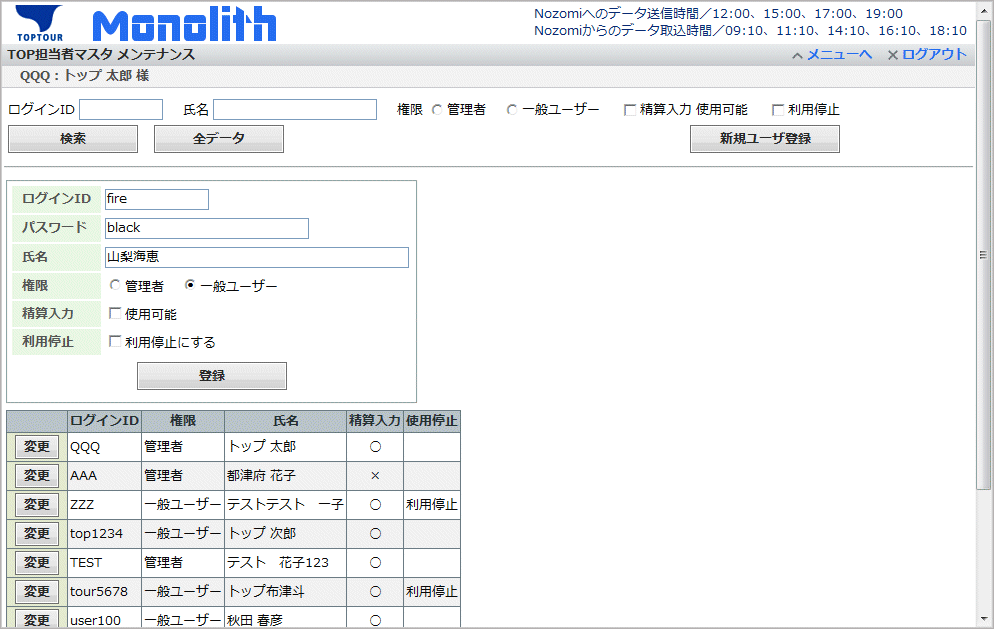 TOPTOUR
Monolith
Nozomiへのデータ送信時間／12:00、15:00、17:00、19:00
Nozomiからのデータ取込時間／09:10、11:10、14:10、16:10、18:10
TOP担当者マスタ メンテナンス
メニューへ ログアウト
QQQ：トップ 太郎 様
ログインID 氏名 権限 管理者 一般ユーザー 精算入力 使用可能 利用停止
検索 全データ 新規ユーザ登録
ログインID fire
パスワード black
氏名 山梨海恵
権限 管理者 一般ユーザー
精算入力 使用可能
利用停止 利用停止にする
登録
ログインID 権限 氏名 精算入力 使用停止
変更 QQQ 管理者 トップ 太郎 ○
変更 AAA 管理者 都津府 花子 ×
変更 ZZZ 一般ユーザー テストテスト　一子 ○ 利用停止
変更 top1234 一般ユーザー トップ 次郎 ○
変更 TEST 管理者 テスト　花子123 ○
変更 tour5678 一般ユーザー トップ布津斗 ○ 利用停止
変更 user100 一般ユーザー 秋田 春彦 ○